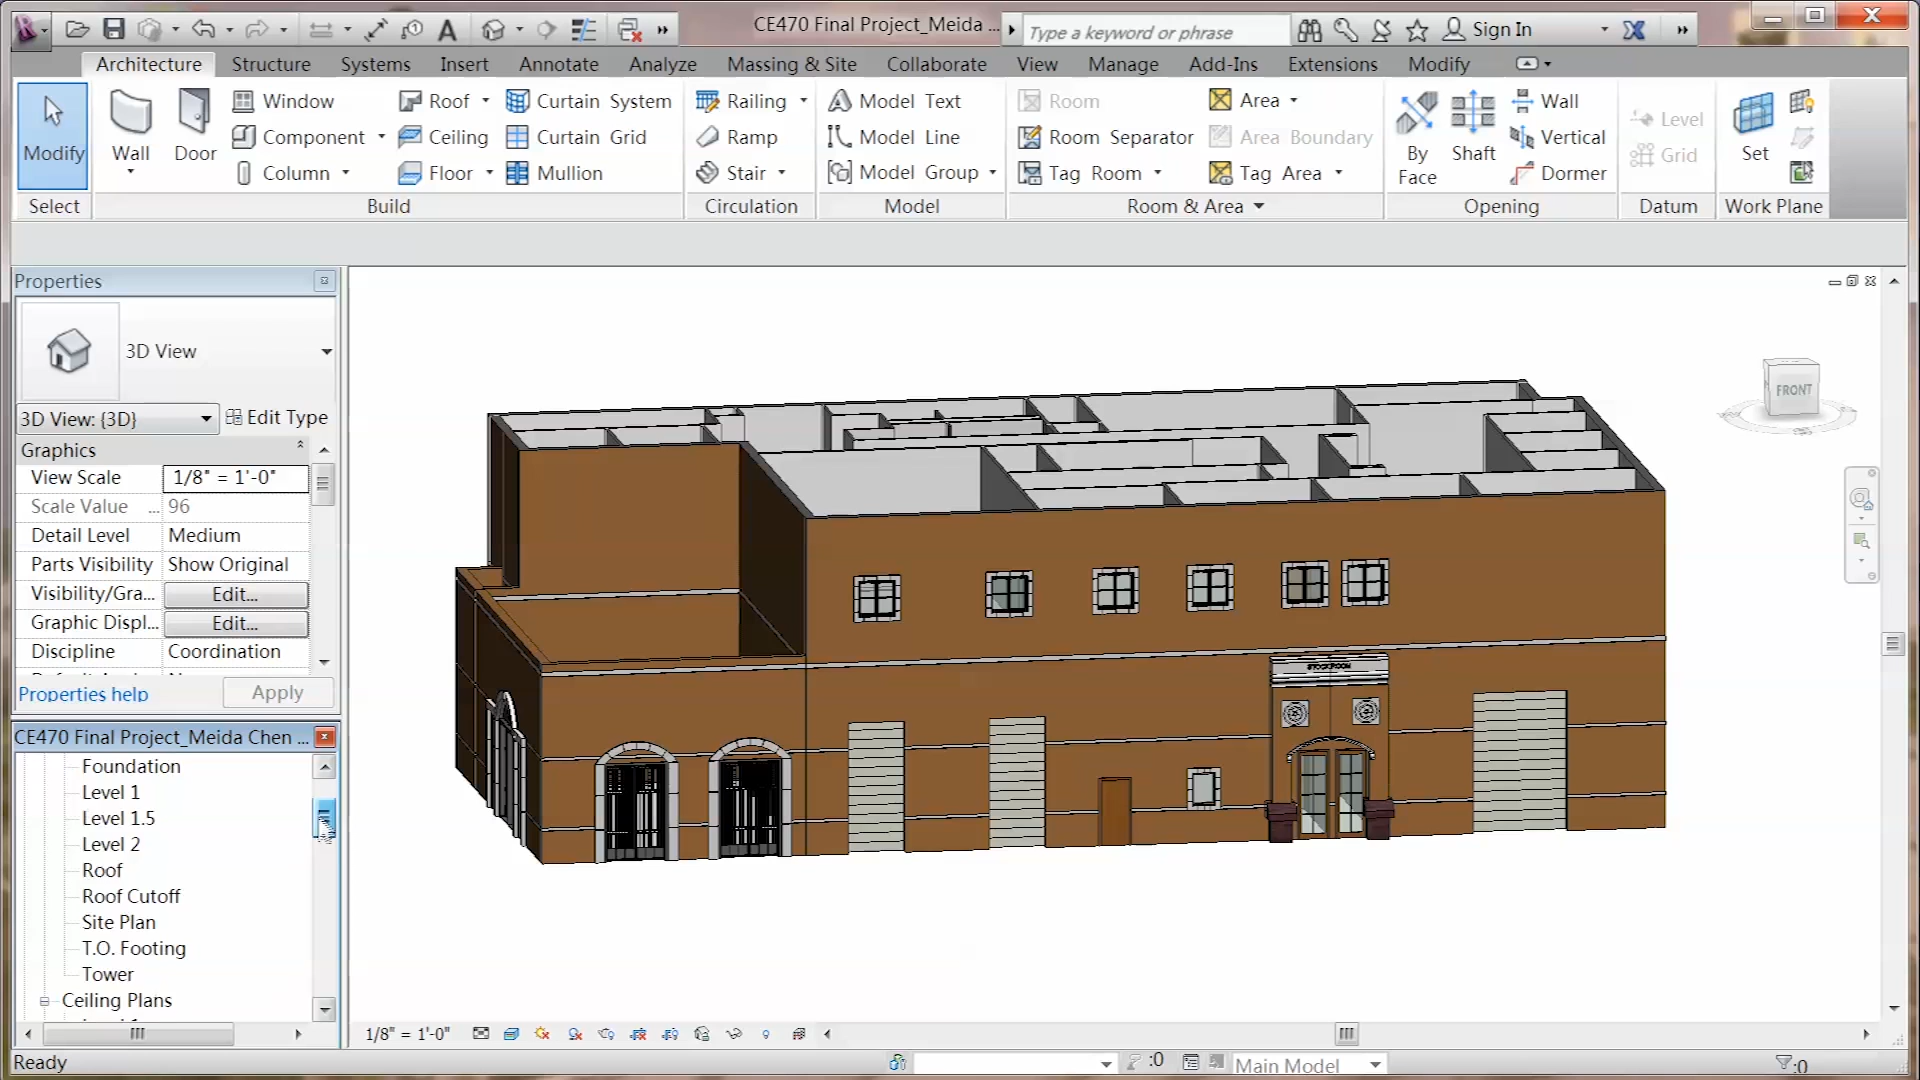 CE470 Final Project_Meida ...
Type a keyword or phrase
Sign In
Architecture Structure Systems Insert Annotate Analyze Massing & Site Collaborate View Manage Add-Ins Extensions Modify
Modify
Select
Wall
Door
Window
Component
Column
Roof
Ceiling
Floor
Curtain System
Curtain Grid
Mullion
Build
Railing
Ramp
Stair
Circulation
Model Text
Model Line
Model Group
Model
Room
Room Separator
Tag Room
Area
Area Boundary
Tag Area
Room & Area
By Face
Shaft
Wall
Vertical
Dormer
Opening
Level
Grid
Datum
Set
Work Plane
Properties
3D View
3D View: {3D}
Edit Type
Graphics
View Scale 1/8" = 1'-0"
Scale Value ... 96
Detail Level Medium
Parts Visibility Show Original
Visibility/Gra... Edit...
Graphic Displ... Edit...
Discipline Coordination
Properties help
Apply
CE470 Final Project_Meida Chen ...
Foundation
Level 1
Level 1.5
Level 2
Roof
Roof Cutoff
Site Plan
T.O. Footing
Tower
Ceiling Plans
FRONT
STOCKROOM
1/8" = 1'-0"
Ready
:0
Main Model
:0